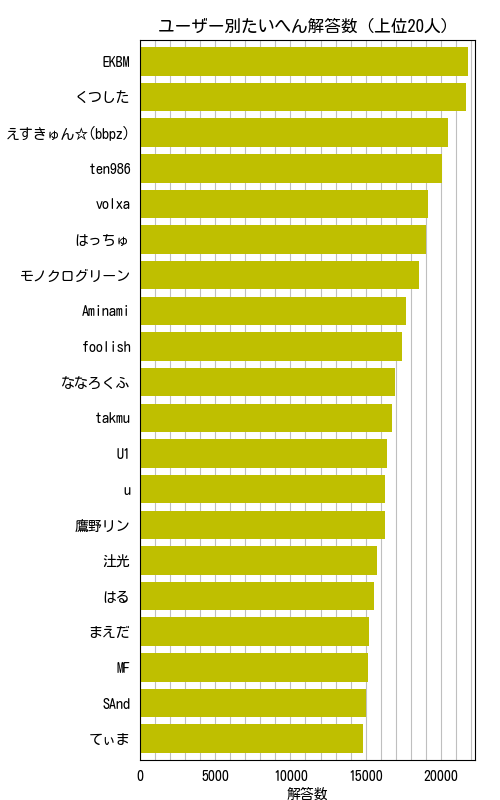 ユーザー別たいへん解答数（上位20人）
EKBM
くつした
えすきゅん☆(bbpz)
ten986
volxa
はっちゅ
モノクログリーン
Aminami
foolish
ななろくふ
takmu
U1
u
鷹野リン
辻光
はる
まえだ
MF
SAnd
てぃま
0 5000 10000 15000 20000
解答数